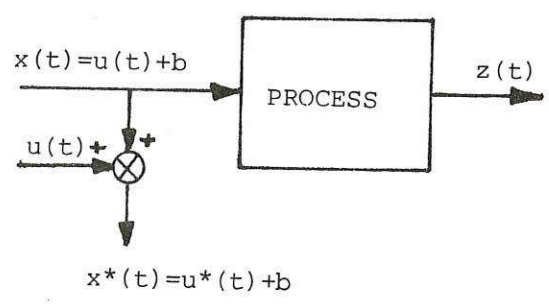 x(t)=u(t)+b
z(t)
PROCESS
u(t) + +
x*(t)=u*(t)+b